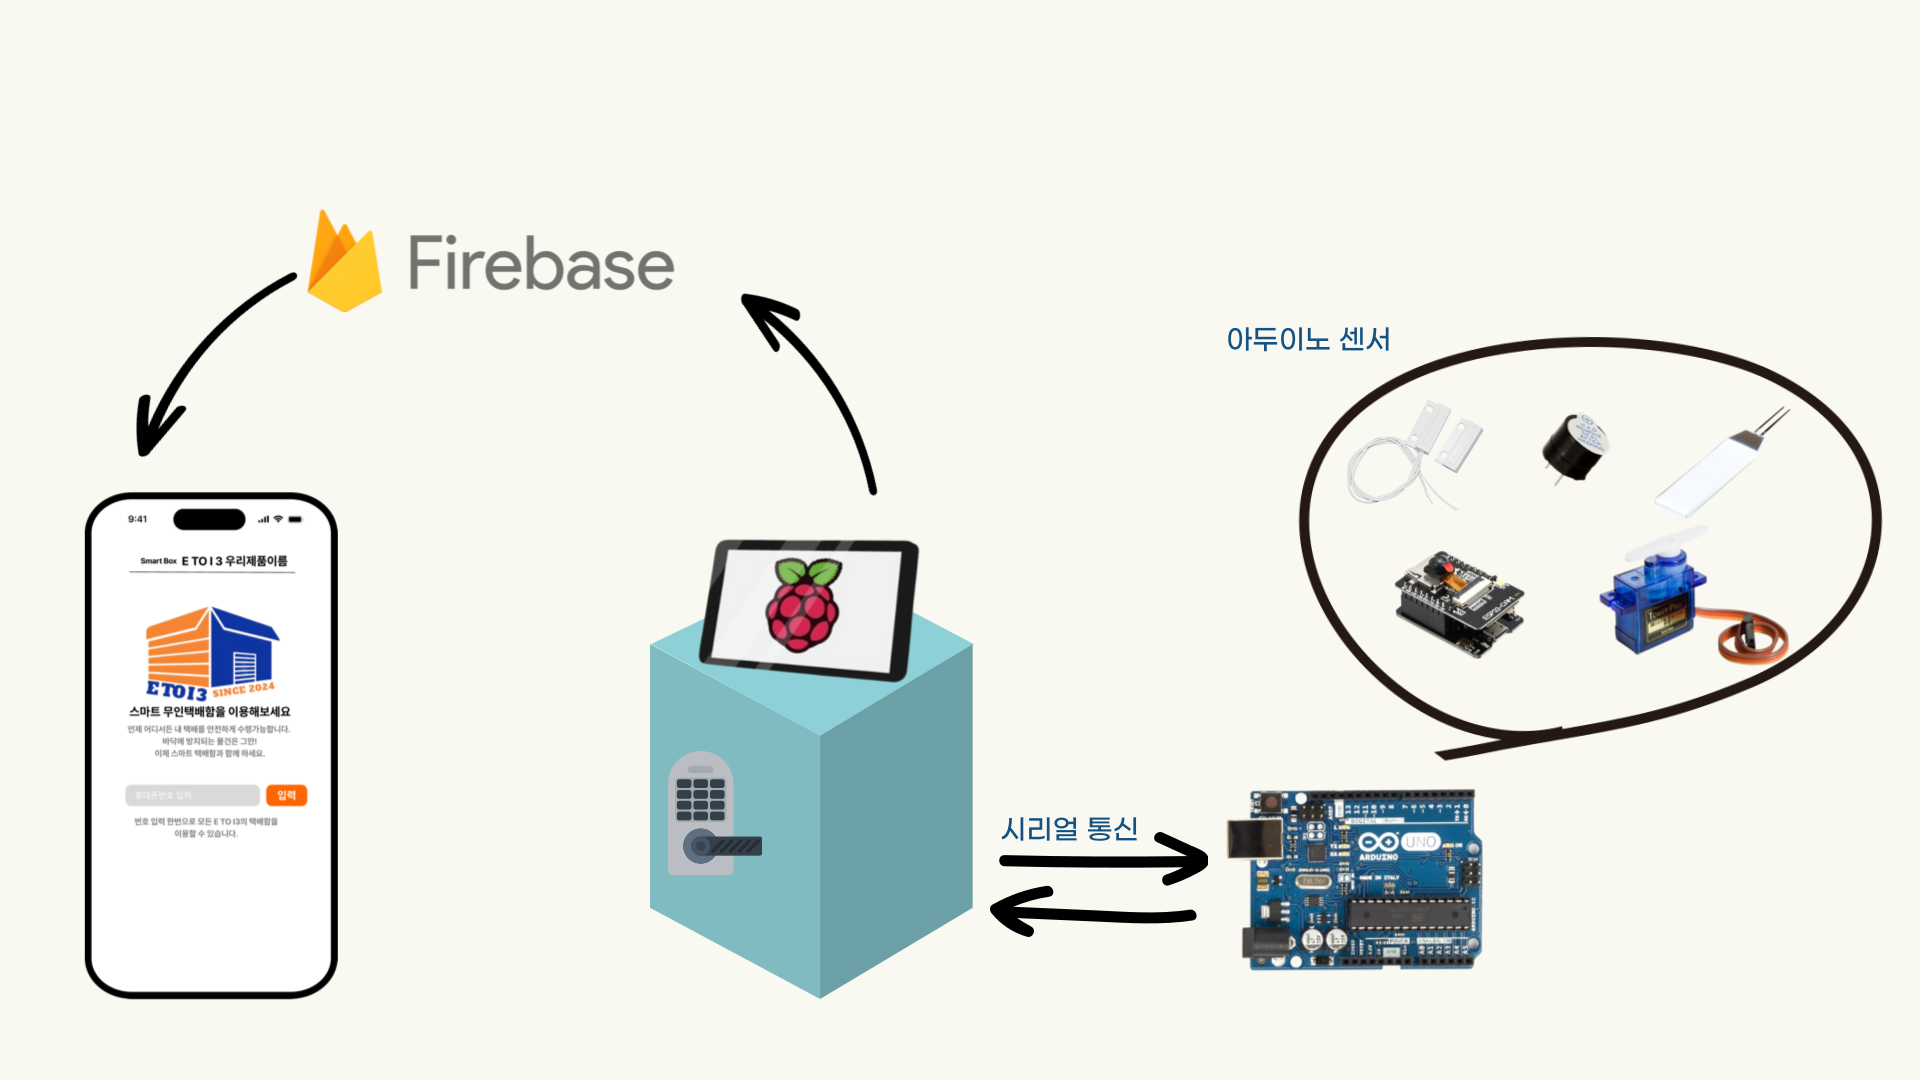 Firebase
아두이노 센서
9:41
Smart Box E TO I 3 우리제품이름
E TO I 3 SINCE 2024
스마트 무인택배함을 이용해보세요
언제 어디서든 내 택배를 안전하게 수령가능합니다.
바닥에 방치되는 물건은 그만!
이제 스마트 택배함과 함께 하세요.
휴대폰번호 입력
입력
번호 입력 한번으로 모든 E TO I3의 택배함을
이용할 수 있습니다.
시리얼 통신
UNO
ARDUINO
MADE IN ITALY
ESP32-CAM